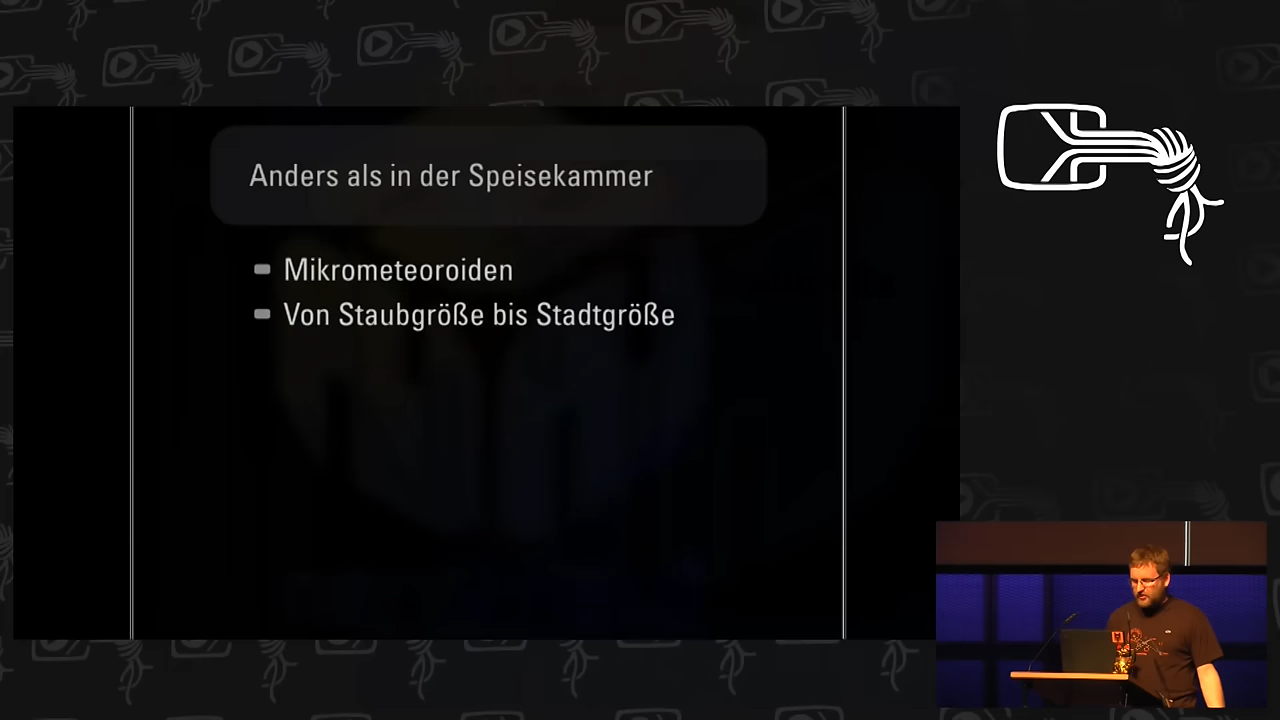 Anders als in der Speisekammer
Mikrometeoroiden
Von Staubgröße bis Stadtgröße